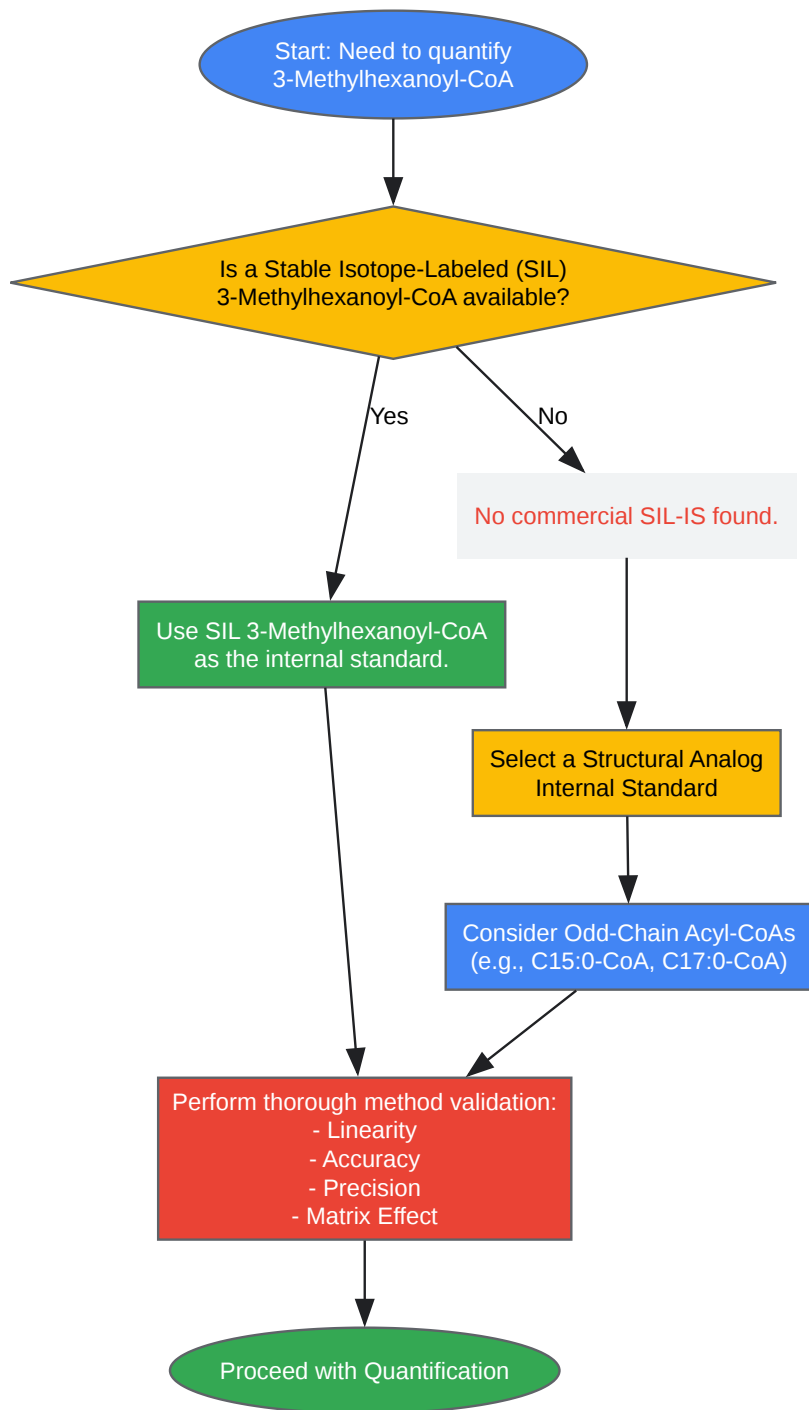 Start: Need to quantify
3-Methylhexanoyl-CoA
Is a Stable Isotope-Labeled (SIL)
3-Methylhexanoyl-CoA available?
Yes
No
No commercial SIL-IS found.
Use SIL 3-Methylhexanoyl-CoA
as the internal standard.
Select a Structural Analog
Internal Standard
Consider Odd-Chain Acyl-CoAs
(e.g., C15:0-CoA, C17:0-CoA)
Perform thorough method validation:
- Linearity
- Accuracy
- Precision
- Matrix Effect
Proceed with Quantification